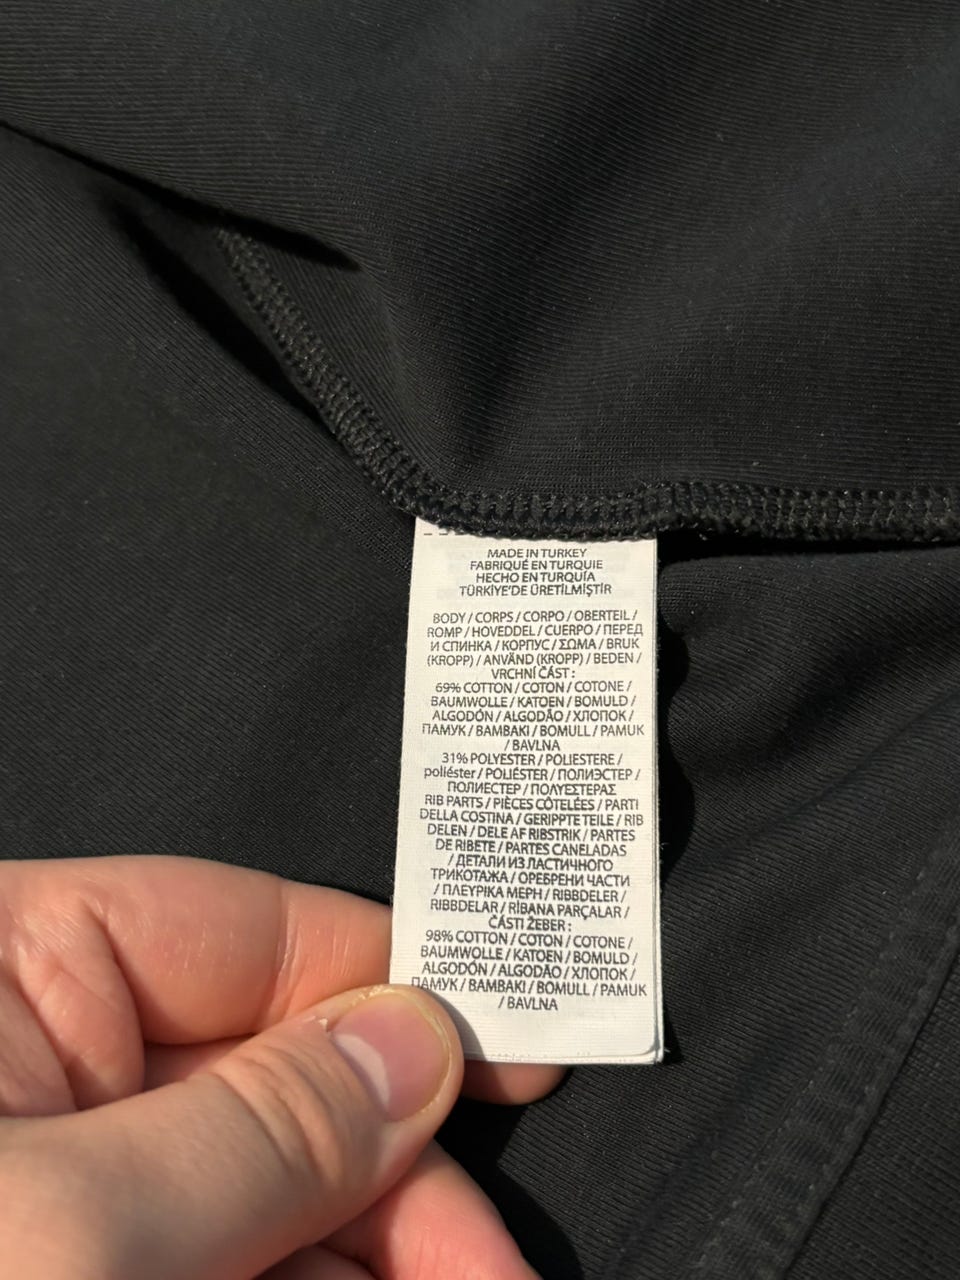 MADE IN TURKEY
FABRIQUÉ EN TURQUIE
HECHO EN TURQUÍA
TÜRKİYE'DE ÜRETİLMİŞTİR
BODY / CORPS / CORPO / OBERTEIL /
ROMP / HOVEDDEL / CUERPO / ПЕРЕД
И СПИНКА / КОРПУС / ΣΩΜΑ / BRUK
(KROPP) / ANVÄND (KROPP) / BEDEN /
VRCHNÍ ČÁST :
69% COTTON / COTON / COTONE /
BAUMWOLLE / KATOEN / BOMULD /
ALGODÓN / ALGODÃO / ХЛОПОК /
ПАМУК / ΒΑΜΒΑΚΙ / BOMULL / PAMUK
/ BAVLNA
31% POLYESTER / POLIESTERE /
poliéster / POLIÉSTER / ПОЛИЭСТЕР /
ПОЛИЕСТЕР / ΠΟΛΥΕΣΤΕΡΑΣ
RIB PARTS / PIÈCES CÔTELÉES / PARTI
DELLA COSTINA / GERIPPTE TEILE / RIB
DELEN / DELE AF RIBSTRIK / PARTES
DE RIBETE / PARTES CANELADAS
/ ДЕТАЛИ ИЗ ЛАСТИЧНОГО
ТРИКОТАЖА / ОРЕБРЕНИ ЧАСТИ
/ ΠΛΕΥΡΙΚΑ ΜΕΡΗ / RIBBDELER /
RIBBDELAR / RİBANA PARÇALAR /
ČÁSTI ŽEBER :
98% COTTON / COTON / COTONE /
BAUMWOLLE / KATOEN / BOMULD /
ALGODÓN / ALGODÃO / ХЛОПОК /
ПАМУК / ΒΑΜΒΑΚΙ / BOMULL / PAMUK
/ BAVLNA